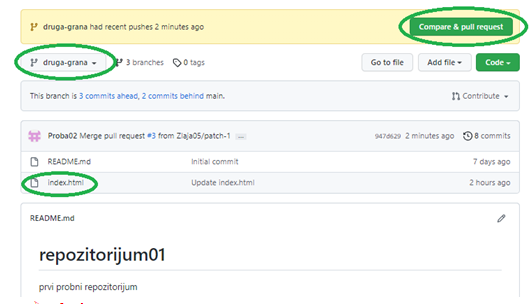 druga-grana had recent pushes 2 minutes ago
Compare & pull request
druga-grana
3 branches
0 tags
Go to file
Add file
Code
This branch is 3 commits ahead, 2 commits behind main.
Contribute
Proba02 Merge pull request #3 from Zlaja05/patch-1 ...
947d629 2 minutes ago
8 commits
README.md Initial commit 7 days ago
index.html Update index.html 2 hours ago
README.md
repozitorijum01
prvi probni repozitorijum